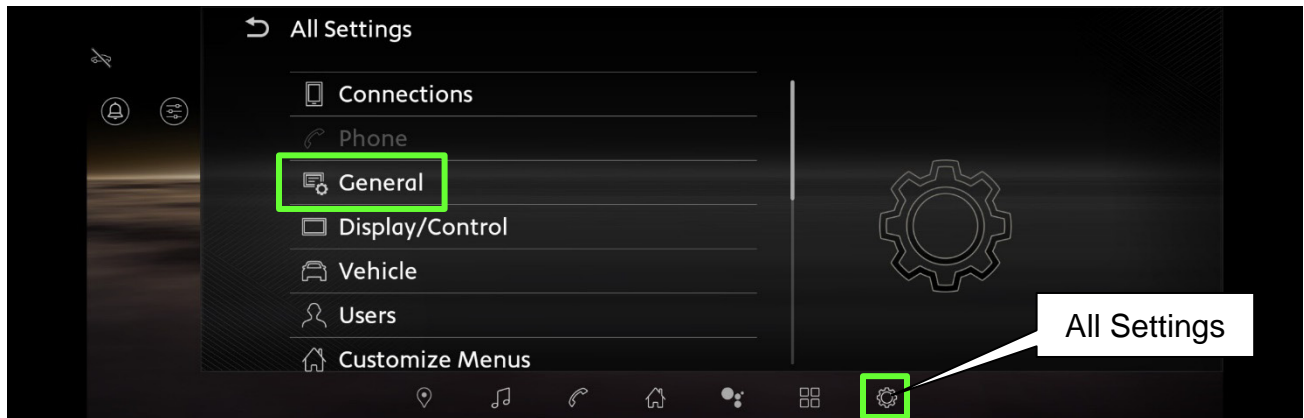 All Settings
Connections
Phone
General
Display/Control
Vehicle
Users
Customize Menus
All Settings